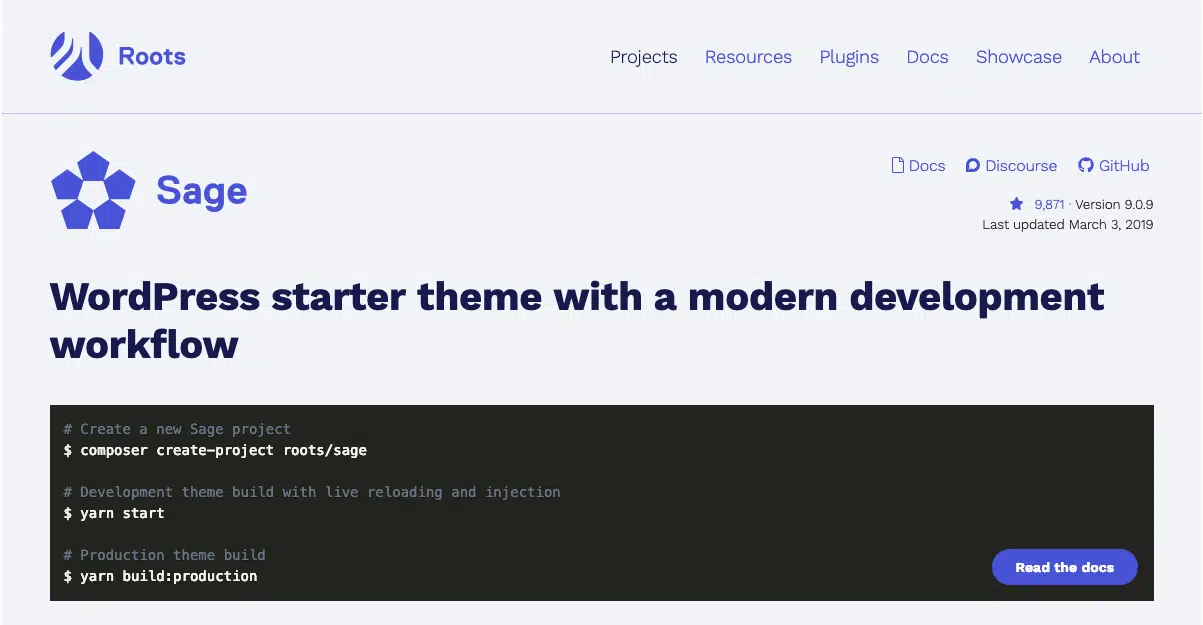 Roots
Projects Resources Plugins Docs Showcase About
Sage
Docs Discourse GitHub
9,871 · Version 9.0.9
Last updated March 3, 2019
WordPress starter theme with a modern development
workflow
# Create a new Sage project
$ composer create-project roots/sage
# Development theme build with live reloading and injection
$ yarn start
# Production theme build
$ yarn build:production
Read the docs